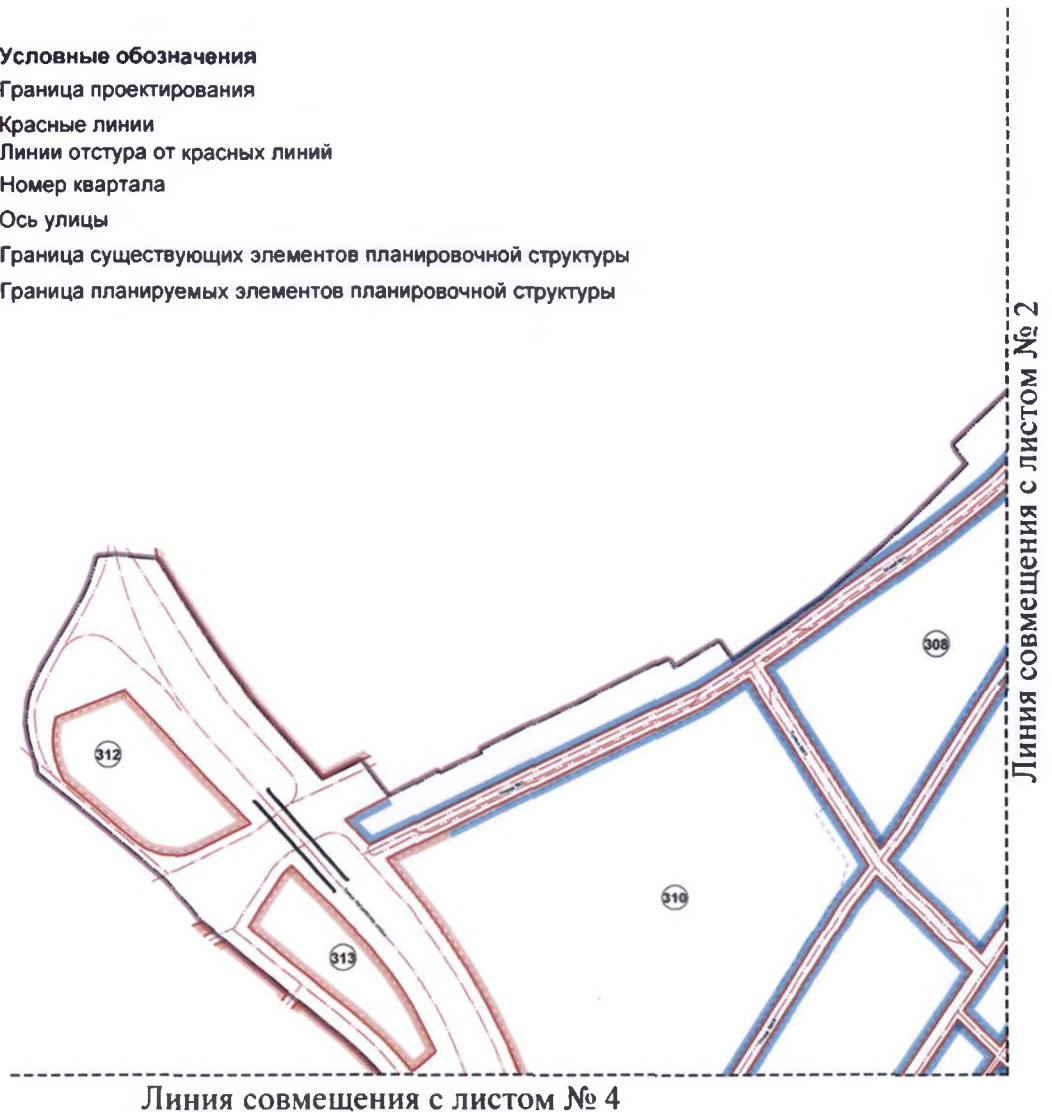 Условные обозначения
Граница проектирования
Красные линии
Линии отстура от красных линий
Номер квартала
Ось улицы
Граница существующих элементов планировочной структуры
Граница планируемых элементов планировочной структуры
Линия совмещения с листом № 2
308
312
310
313
Линия совмещения с листом № 4